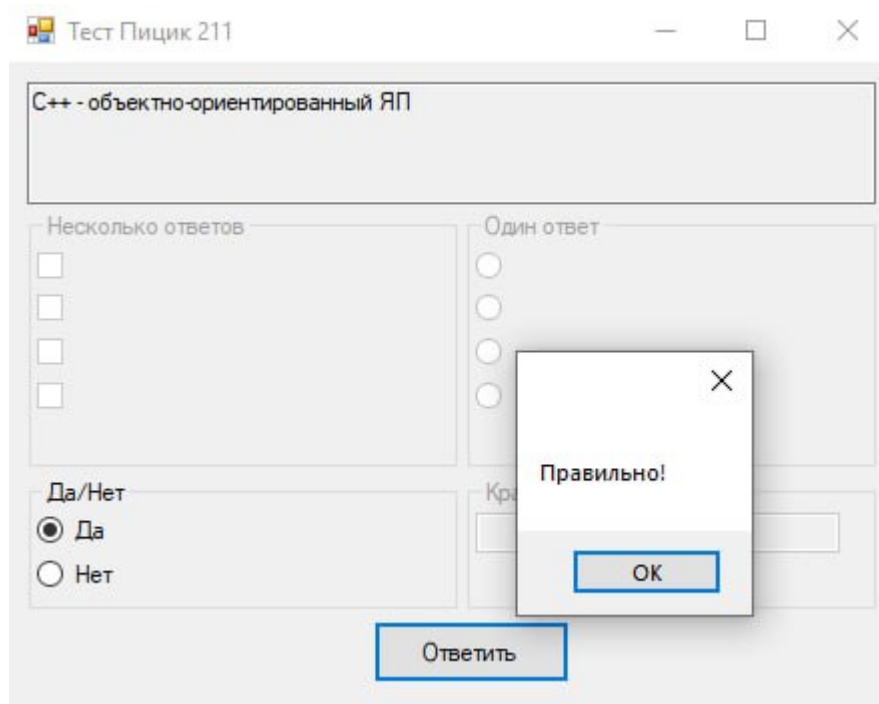 Тест Пицик 211
C++ - объектно-ориентированный ЯП
Несколько ответов
Один ответ
Правильно!
OK
Да/Нет
Да
Нет
Ответить